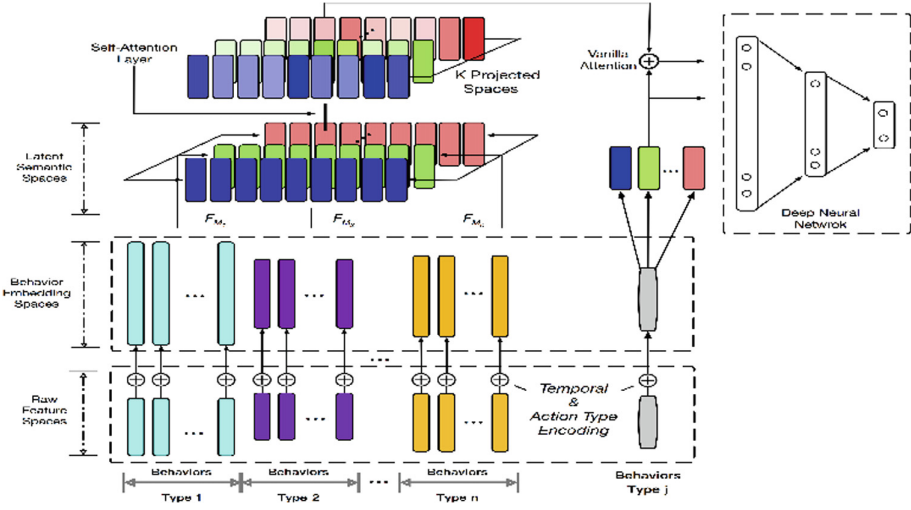 Self-Attention
Layer
K Projected
Spaces
Vanilla
Attention
Latent
Semantic
Spaces
Deep Neural
Netwrok
Behavior
Embedding
Spaces
...
...
...
...
...
Raw
Feature
Spaces
Temporal
&
Action Type
Encoding
...
...
...
Behaviors
Type 1
Behaviors
Type 2
...
Behaviors
Type n
Behaviors
Type j